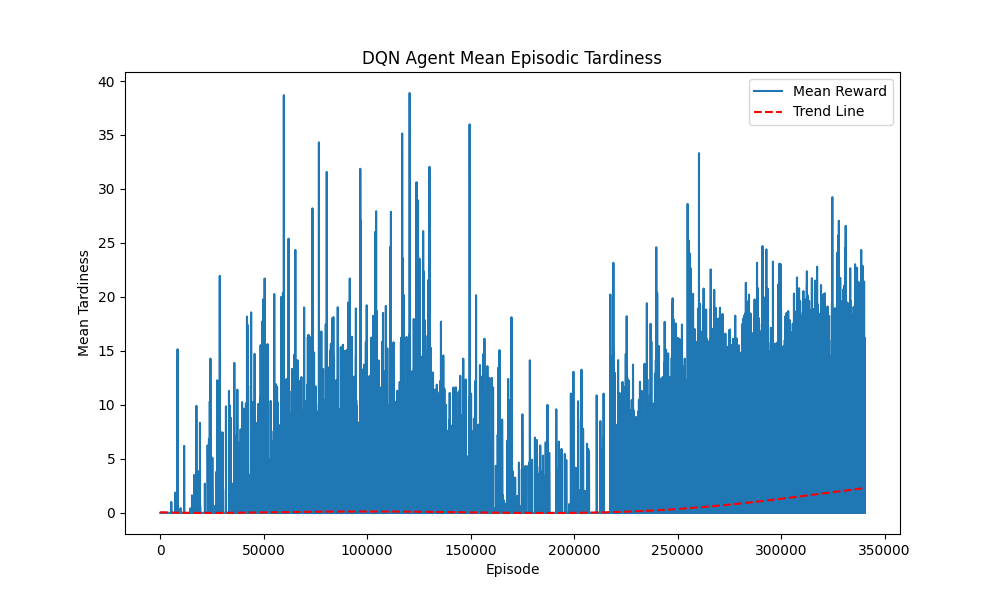 DQN Agent Mean Episodic Tardiness
Mean Reward
Trend Line
40
35
30
25
20
15
10
5
0
Mean Tardiness
0 50000 100000 150000 200000 250000 300000 350000
Episode